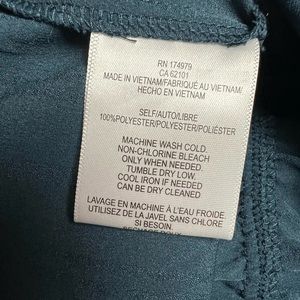 RN 174979
CA 62101
MADE IN VIETNAM/FABRIQUÉ AU VIETNAM/
HECHO EN VIETNAM
SELF/AUTO/LIBRE
100%POLYESTER/POLYESTER/POLIÉSTER
MACHINE WASH COLD.
NON-CHLORINE BLEACH
ONLY WHEN NEEDED.
TUMBLE DRY LOW.
COOL IRON IF NEEDED
CAN BE DRY CLEANED
LAVAGE EN MACHINE À L'EAU FROIDE.
UTILISEZ DE LA JAVEL SANS CHLORE
SI BESOIN.